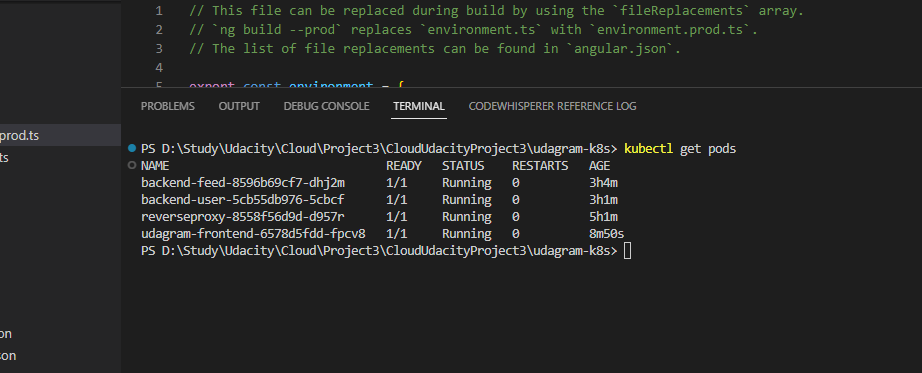 1 // This file can be replaced during build by using the `fileReplacements` array.
2 // `ng build --prod` replaces `environment.ts` with `environment.prod.ts`.
3 // The list of file replacements can be found in `angular.json`.
4
5 export const environment = {
PROBLEMS OUTPUT DEBUG CONSOLE TERMINAL CODEWHISPERER REFERENCE LOG
prod.ts
ts
PS D:\Study\Udacity\Cloud\Project3\CloudUdacityProject3\udagram-k8s> kubectl get pods
NAME READY STATUS RESTARTS AGE
backend-feed-8596b69cf7-dhj2m 1/1 Running 0 3h4m
backend-user-5cb55db976-5cbcf 1/1 Running 0 3h1m
reverseproxy-8558f56d9d-d957r 1/1 Running 0 5h1m
udagram-frontend-6578d5fdd-fpcv8 1/1 Running 0 8m50s
PS D:\Study\Udacity\Cloud\Project3\CloudUdacityProject3\udagram-k8s>
on
son